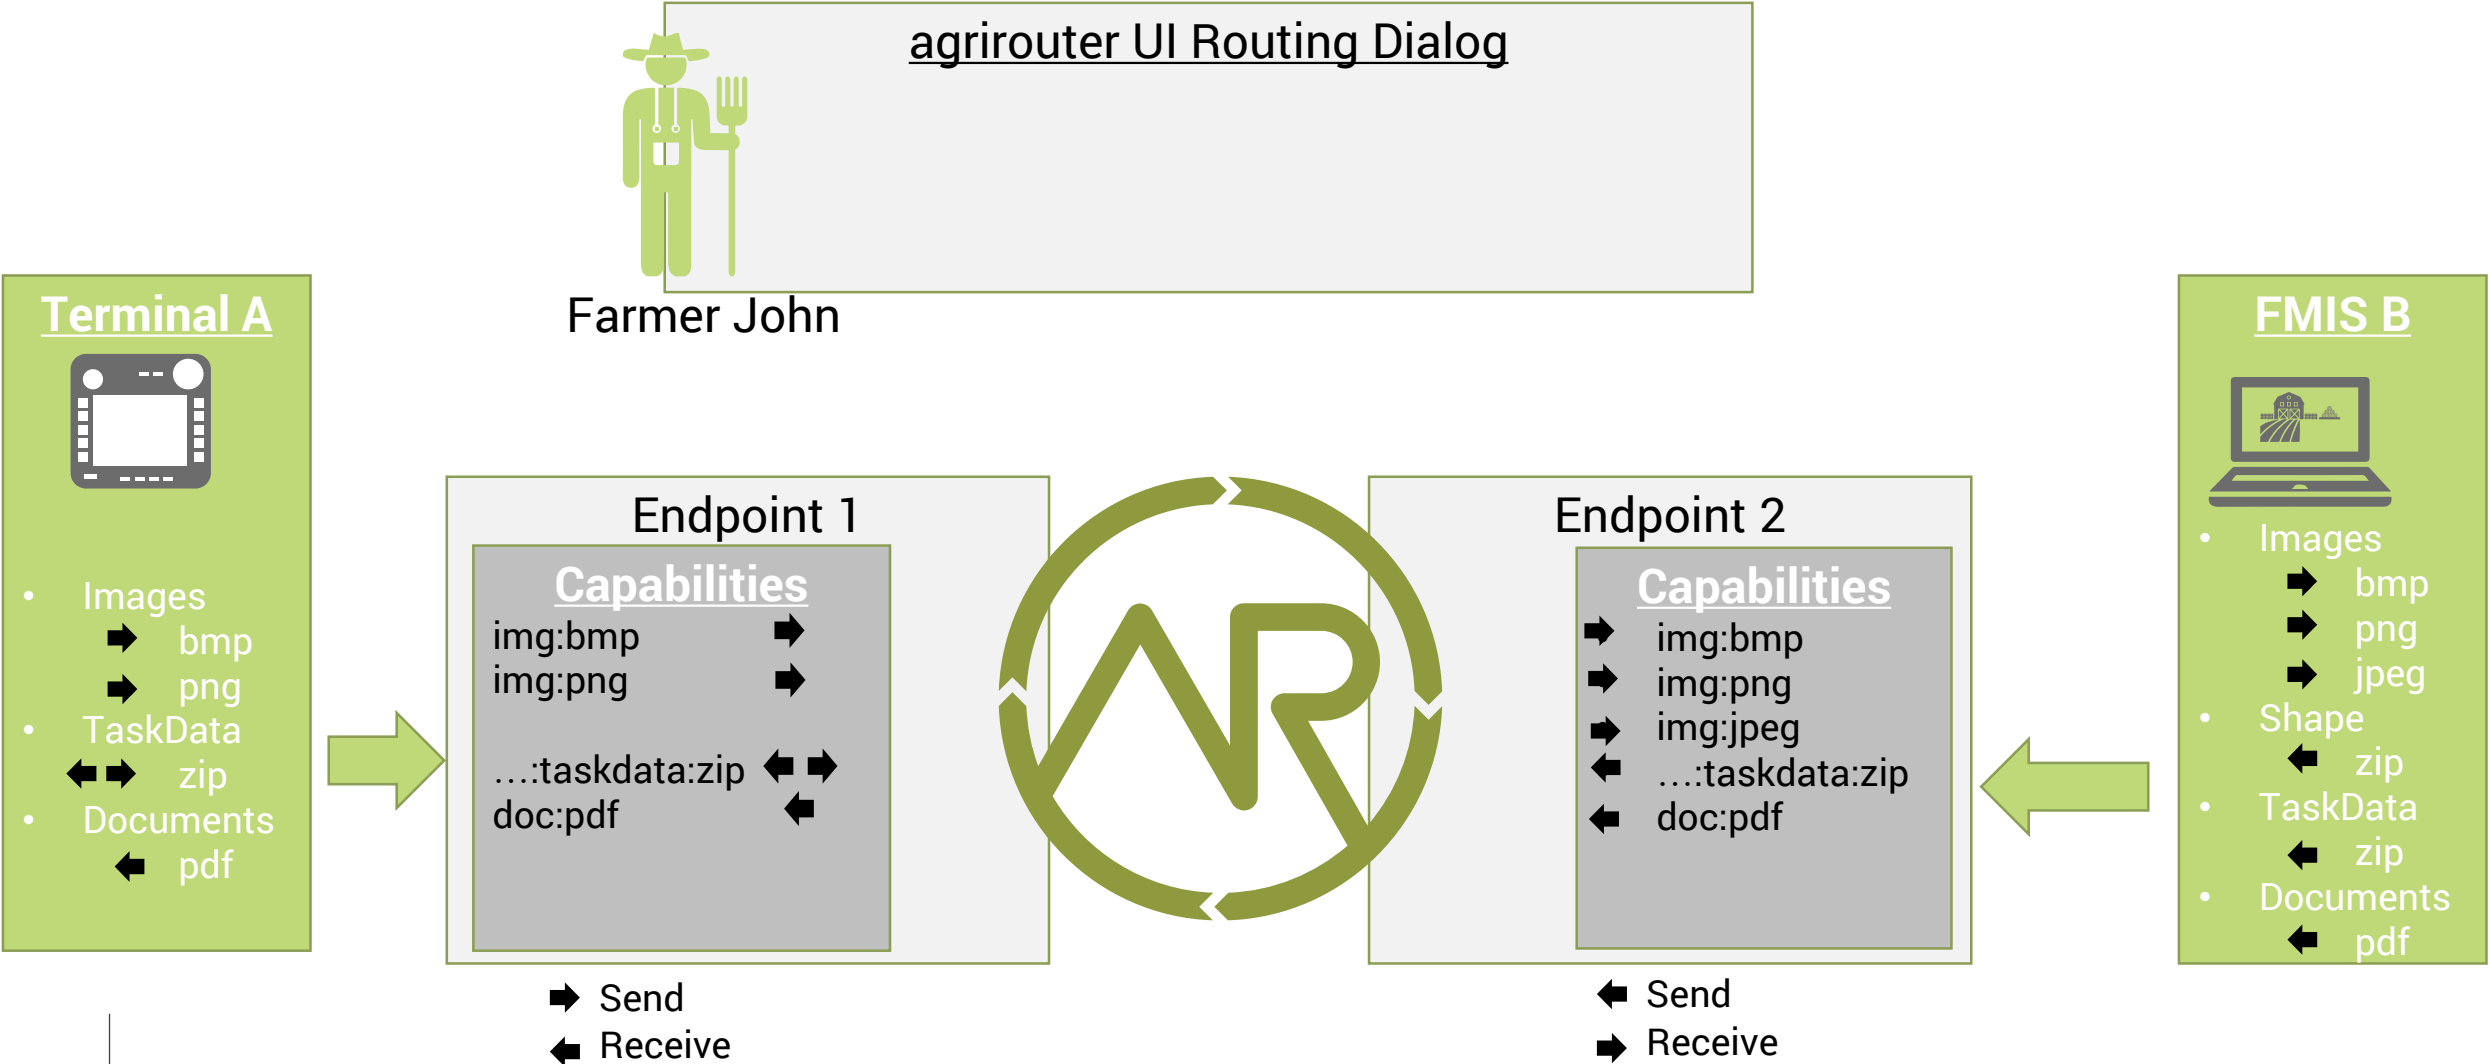 agrirouter UI Routing Dialog
Farmer John
Terminal A
• Images
bmp
png
• TaskData
zip
• Documents
pdf
Endpoint 1
Capabilities
img:bmp
img:png
...:taskdata:zip
doc:pdf
Send
Receive
AR
Endpoint 2
Capabilities
img:bmp
img:png
img:jpeg
...:taskdata:zip
doc:pdf
Send
Receive
FMIS B
• Images
bmp
png
jpeg
• Shape
zip
• TaskData
zip
• Documents
pdf